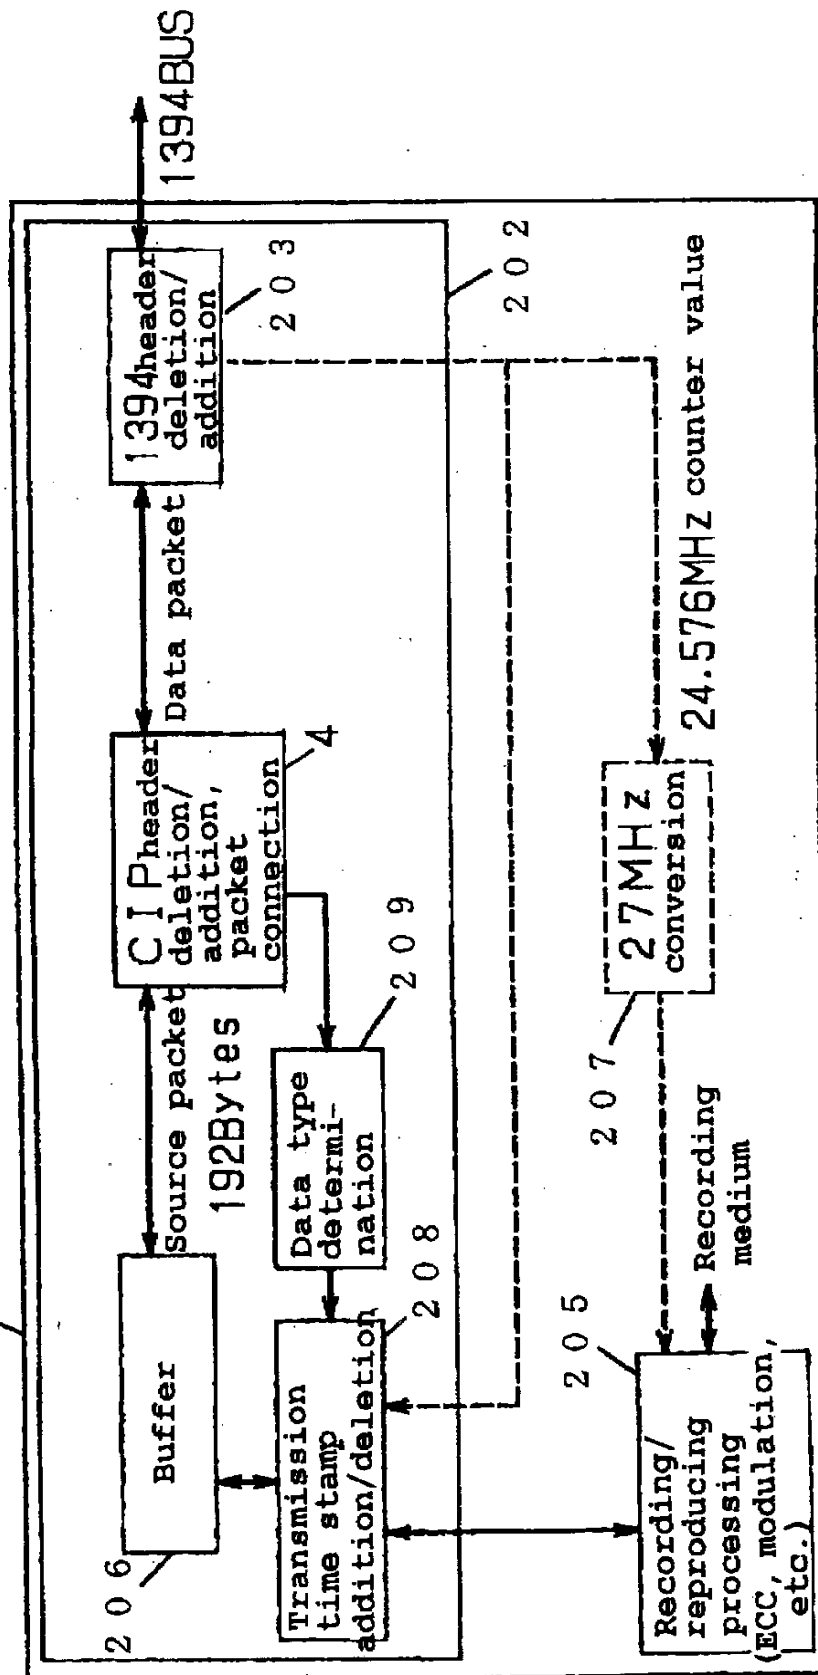 1394BUS
1394header
deletion/
addition
203
202
Data packet
CIPheader
deletion/
addition,
packet
connection
4
Source packet
192Bytes
Buffer
206
Data type
determi-
nation
209
Transmission
time stamp
addition/deletion
208
24.576MHz counter value
27MHz
conversion
207
Recording
medium
205
Recording/
reproducing
processing
(ECC, modulation,
etc.)